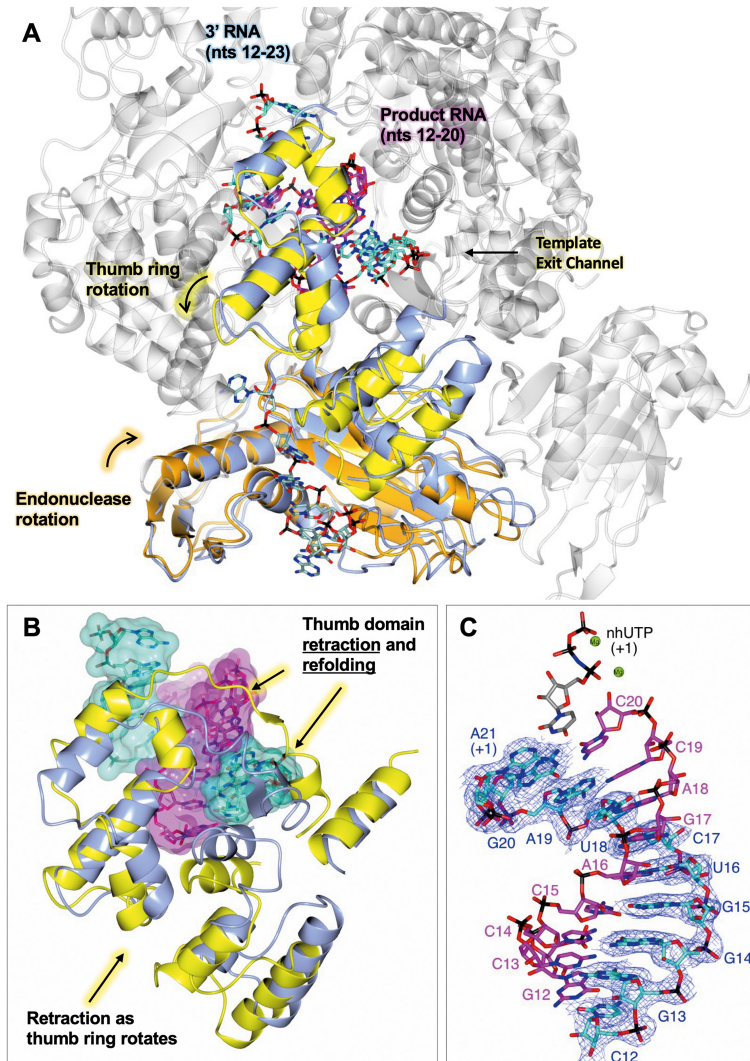 A
3' RNA
(nts 12-23)
Product RNA
(nts 12-20)
Template
Exit Channel
Thumb ring
rotation
Endonuclease
rotation
B
Thumb domain
retraction and
refolding
Retraction as
thumb ring rotates
C
nhUTP
(+1)
Mg
Mg
C20
A21
(+1)
C19
A18
G17
G20
A19
U18
C17
A16
U16
C15
G15
C14
G14
C13
G12
G13
C12